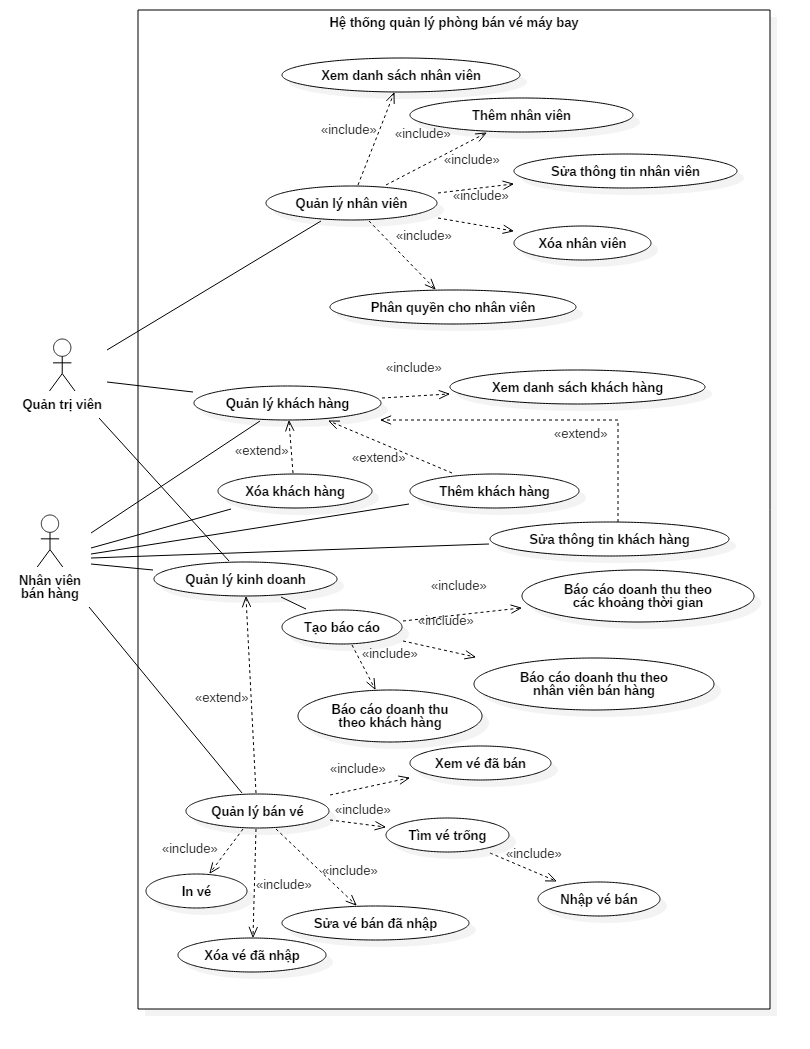 Hệ thống quản lý phòng bán vé máy bay
Xem danh sách nhân viên
Thêm nhân viên
«include»
«include»
«include»
Sửa thông tin nhân viên
«include»
Quản lý nhân viên
«include»
Xóa nhân viên
Phân quyền cho nhân viên
Quản trị viên
«include»
Xem danh sách khách hàng
Quản lý khách hàng
«extend»
«extend»
«extend»
Xóa khách hàng
Thêm khách hàng
Sửa thông tin khách hàng
Nhân viên
bán hàng
Quản lý kinh doanh
«include»
Báo cáo doanh thu theo
các khoảng thời gian
«include»
Tạo báo cáo
«include»
Báo cáo doanh thu theo
nhân viên bán hàng
«extend»
Báo cáo doanh thu
theo khách hàng
«include»
Xem vé đã bán
Quản lý bán vé
«include»
Tìm vé trống
«include»
«include»
«include»
«include»
In vé
Nhập vé bán
Sửa vé bán đã nhập
Xóa vé đã nhập